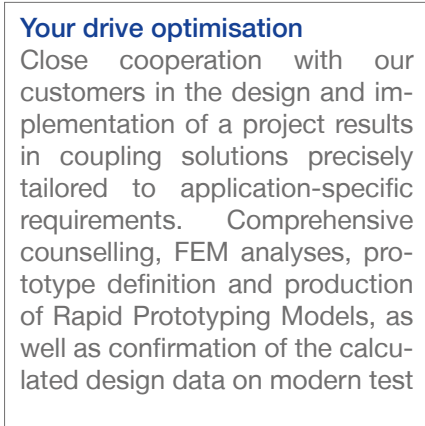 Your drive optimisation
Close cooperation with our
customers in the design and im-
plementation of a project results
in coupling solutions precisely
tailored to application-specific
requirements. Comprehensive
counselling, FEM analyses, pro-
totype definition and production
of Rapid Prototyping Models, as
well as confirmation of the calcu-
lated design data on modern test